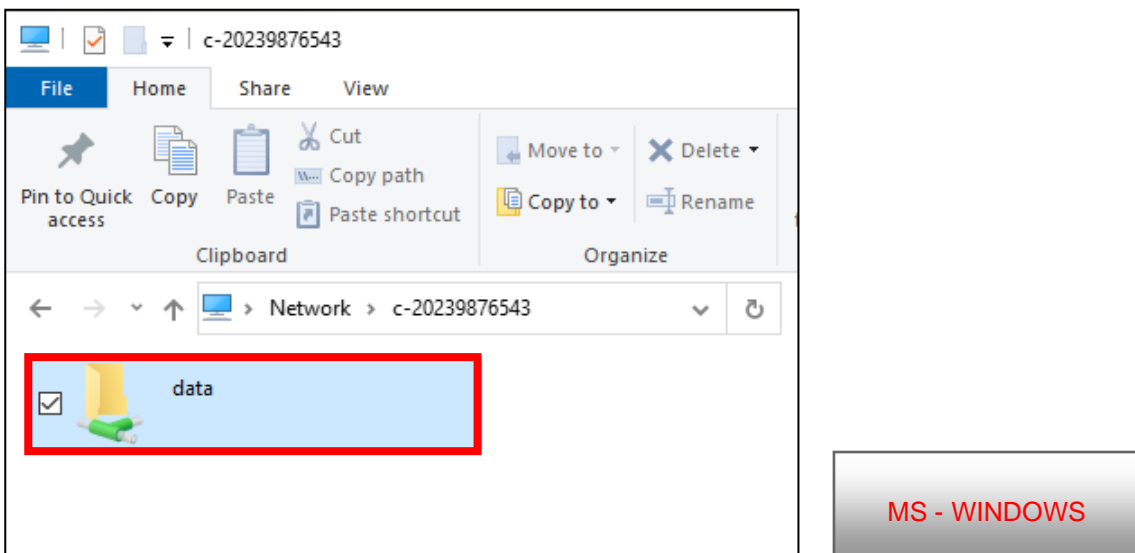 c-20239876543
File Home Share View
Pin to Quick access
Copy
Paste
Cut
Copy path
Paste shortcut
Move to
Copy to
Delete
Rename
Clipboard
Organize
Network > c-20239876543
data
MS - WINDOWS